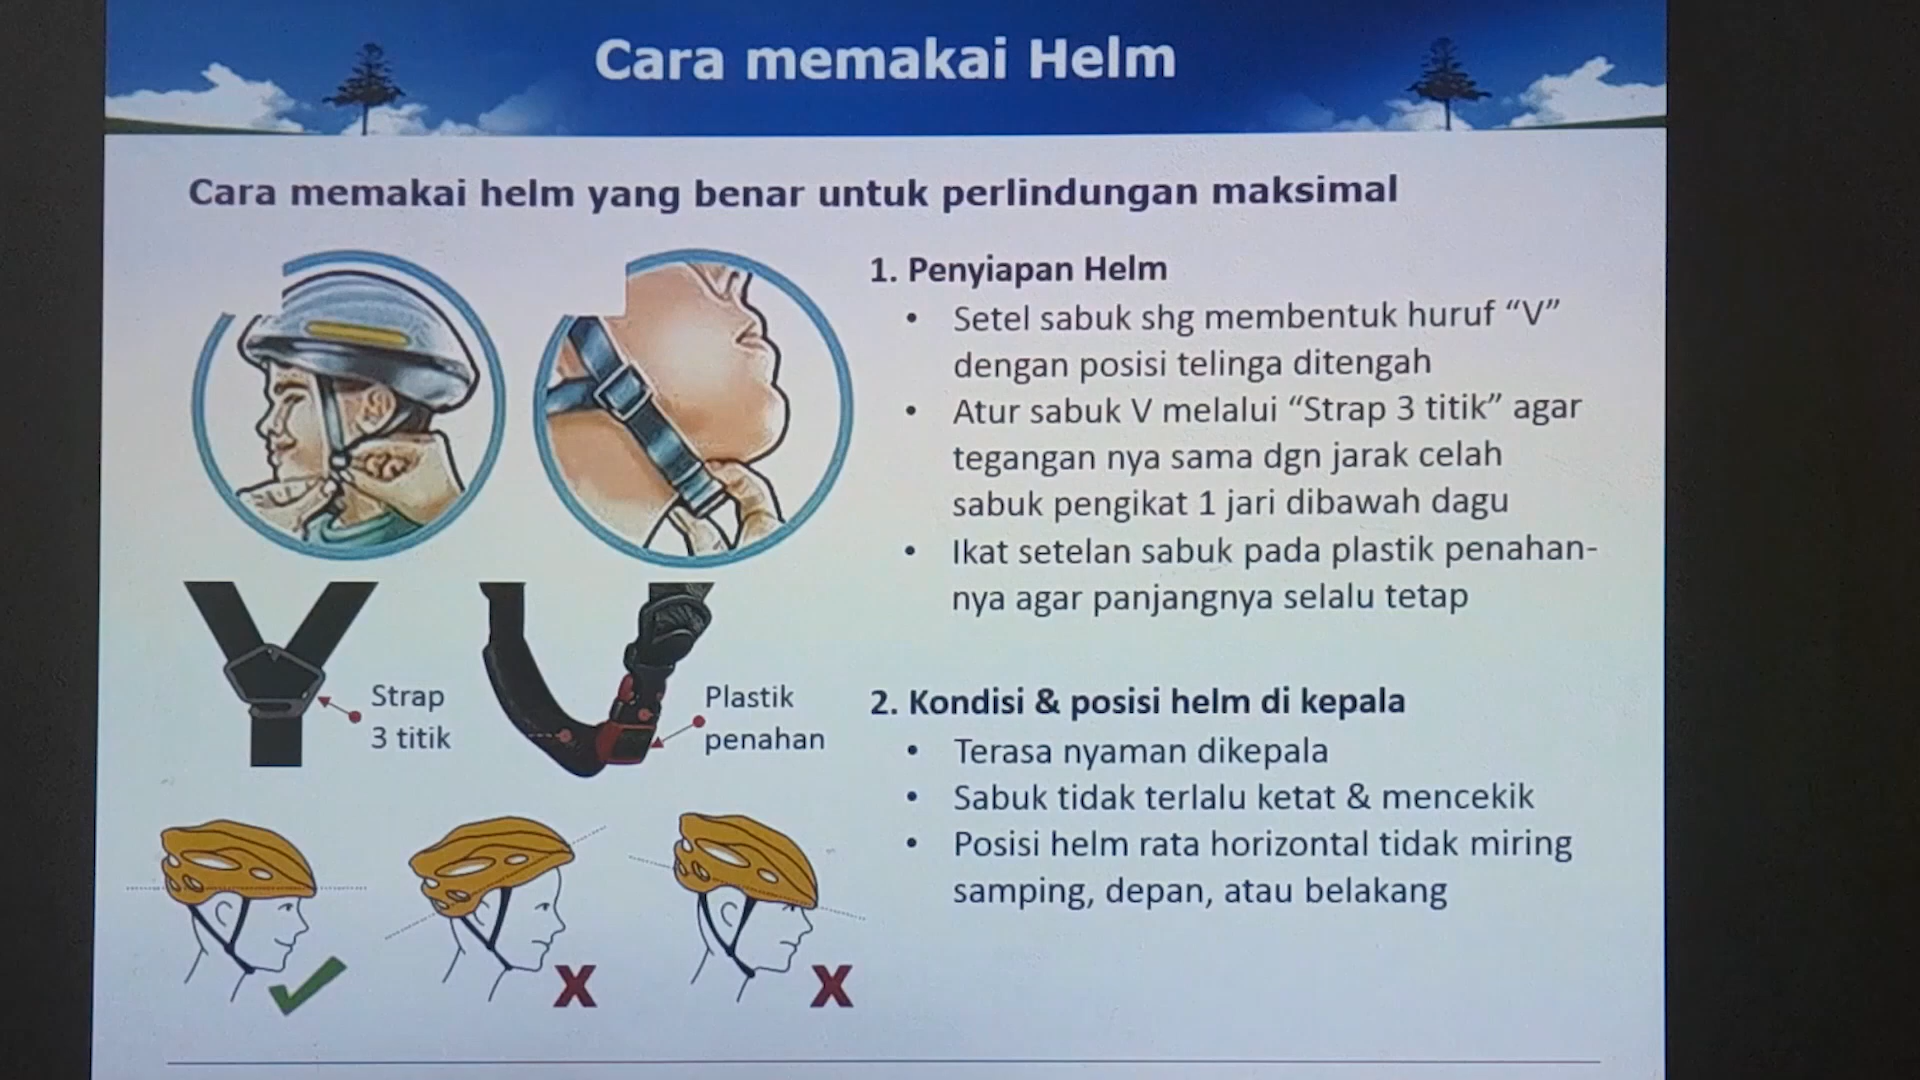 Cara memakai Helm
Cara memakai helm yang benar untuk perlindungan maksimal
1. Penyiapan Helm
• Setel sabuk shg membentuk huruf “V”
dengan posisi telinga ditengah
• Atur sabuk V melalui “Strap 3 titik” agar
tegangan nya sama dgn jarak celah
sabuk pengikat 1 jari dibawah dagu
• Ikat setelan sabuk pada plastik penahan-
nya agar panjangnya selalu tetap
Strap
3 titik
Plastik
penahan
2. Kondisi & posisi helm di kepala
• Terasa nyaman dikepala
• Sabuk tidak terlalu ketat & mencekik
• Posisi helm rata horizontal tidak miring
samping, depan, atau belakang
X
X